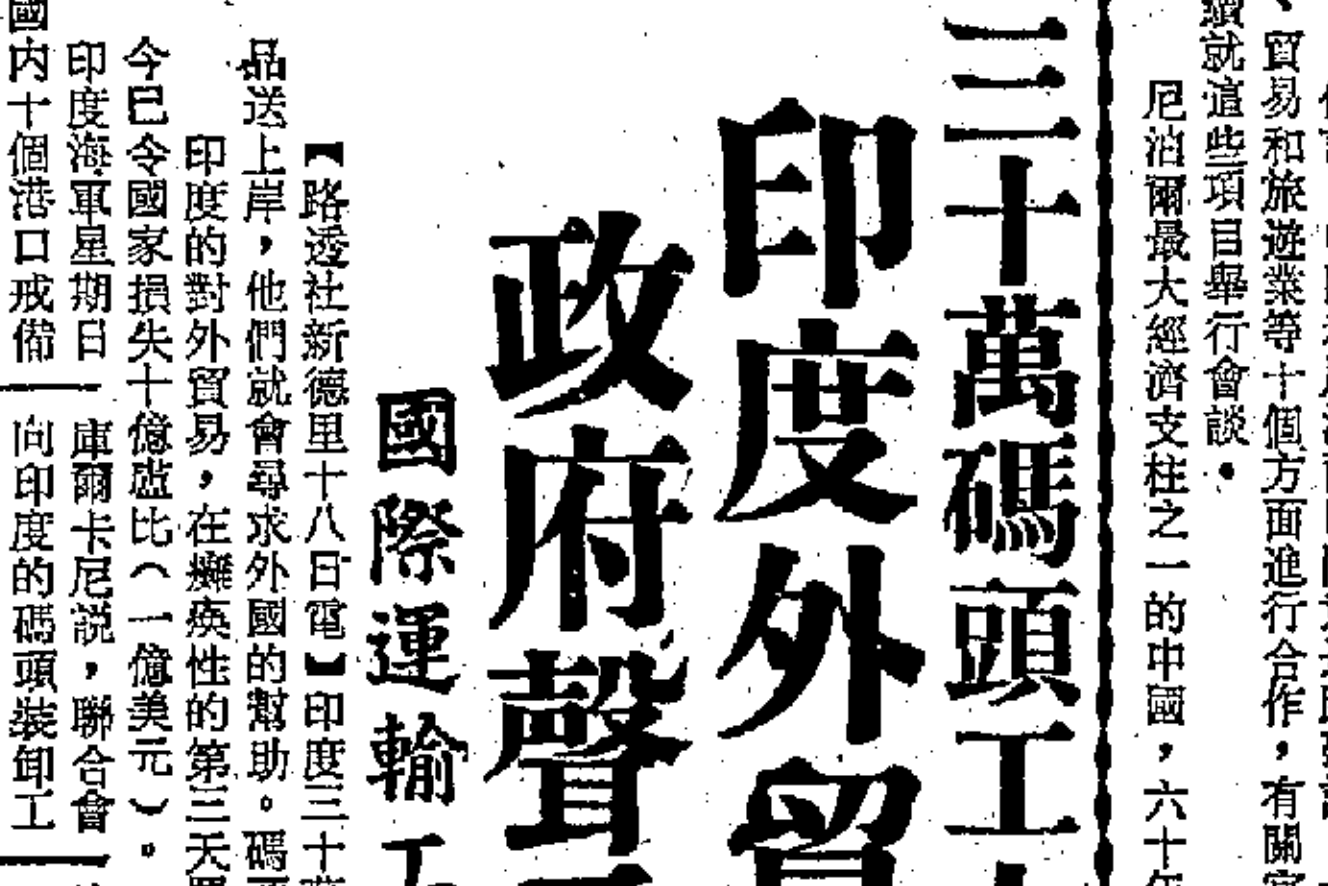 、貿易和旅遊業等十個方面進行合作，有關
續就這些項目舉行會談。
尼泊爾最大經濟支柱之一的中國，六十年
三十萬碼頭工
印度外貿
政府聲
國際運輸工
【路透社新德里十八日電】印度三十萬
品送上岸，他們就會尋求外國的幫助。碼
印度的對外貿易，在癱瘓性的第三天罷
今已令國家損失十億盧比（一億美元）。
印度海軍星期日
國內十個港口戒備
庫爾卡尼說，聯合會
向印度的碼頭裝卸工